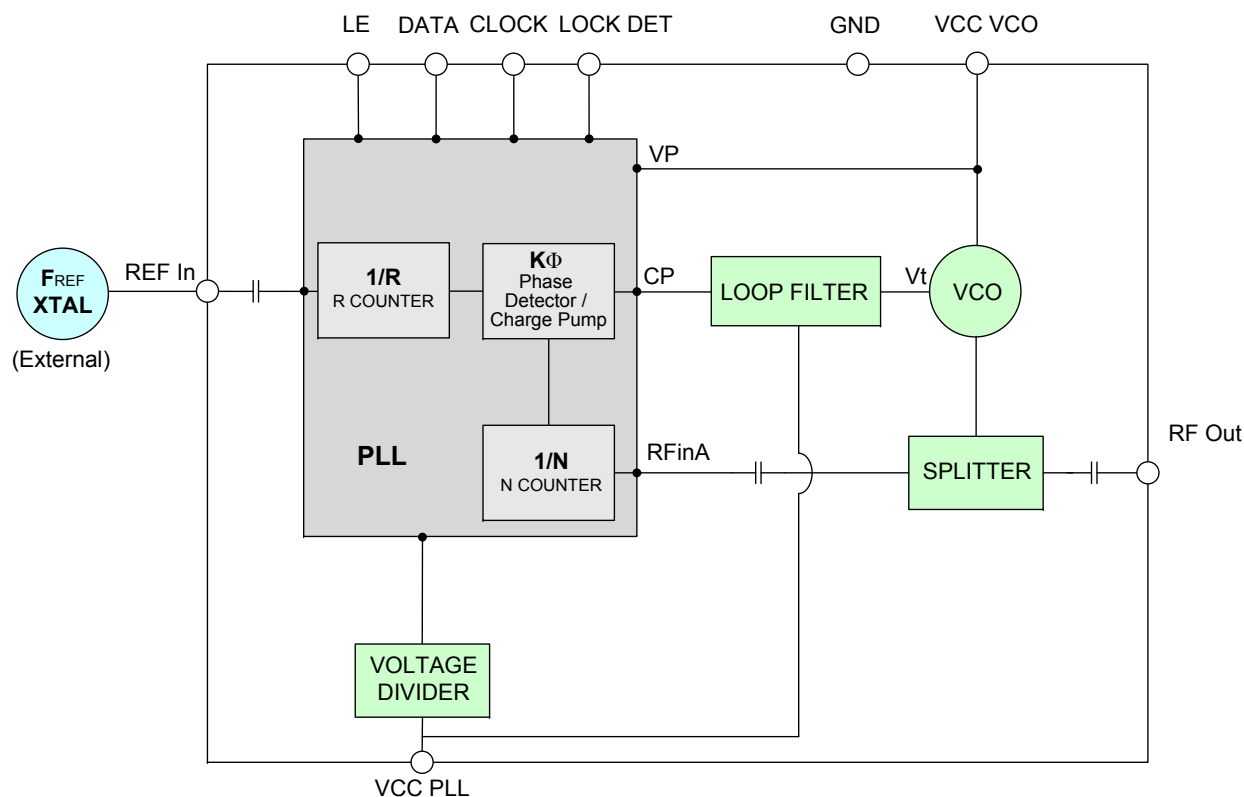 LE
DATA
CLOCK
LOCK DET
GND
VCC VCO
VP
REF In
FREF
XTAL
(External)
1/R
R COUNTER
KΦ
Phase
Detector /
Charge Pump
CP
LOOP FILTER
Vt
VCO
PLL
1/N
N COUNTER
RFinA
SPLITTER
RF Out
VOLTAGE
DIVIDER
VCC PLL